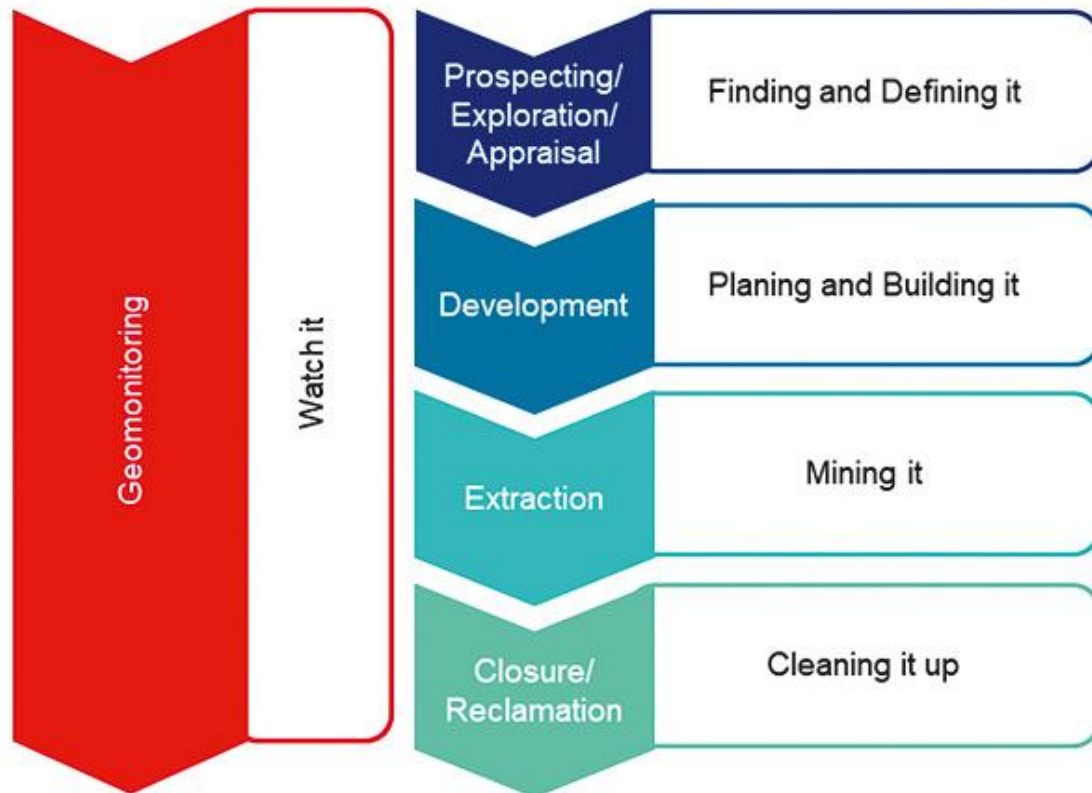 Geomonitoring
Watch it
Prospecting/
Exploration/
Appraisal
Finding and Defining it
Development
Planing and Building it
Extraction
Mining it
Closure/
Reclamation
Cleaning it up